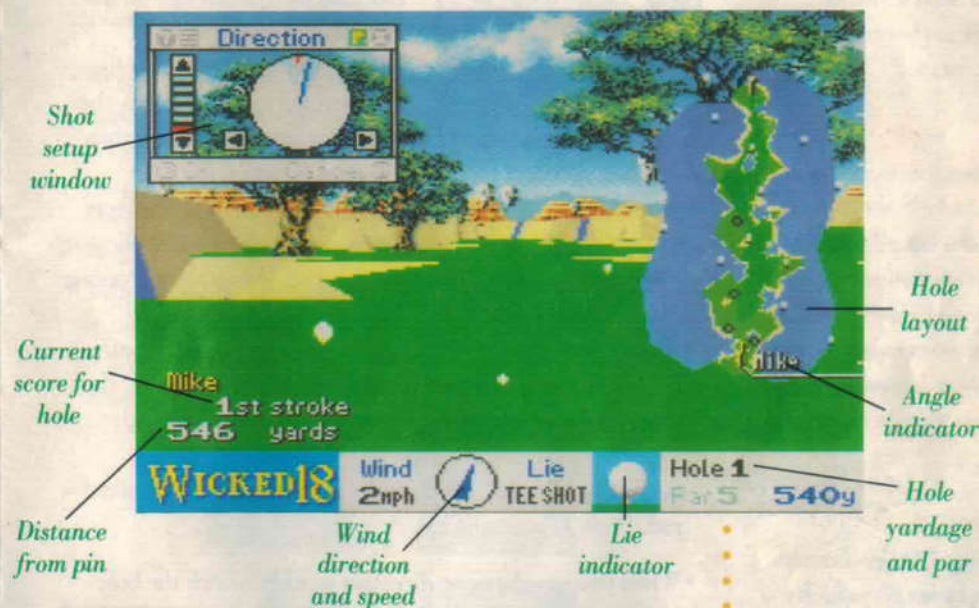 Direction
Shot
setup
window
Hole
layout
Mike
Current
score for
hole
Mike
1st stroke
546 yards
Angle
indicator
WICKED18
Wind
2mph
Lie
TEE SHOT
Hole 1
Par 5 540y
Distance
from pin
Wind
direction
and speed
Lie
indicator
Hole
yardage
and par